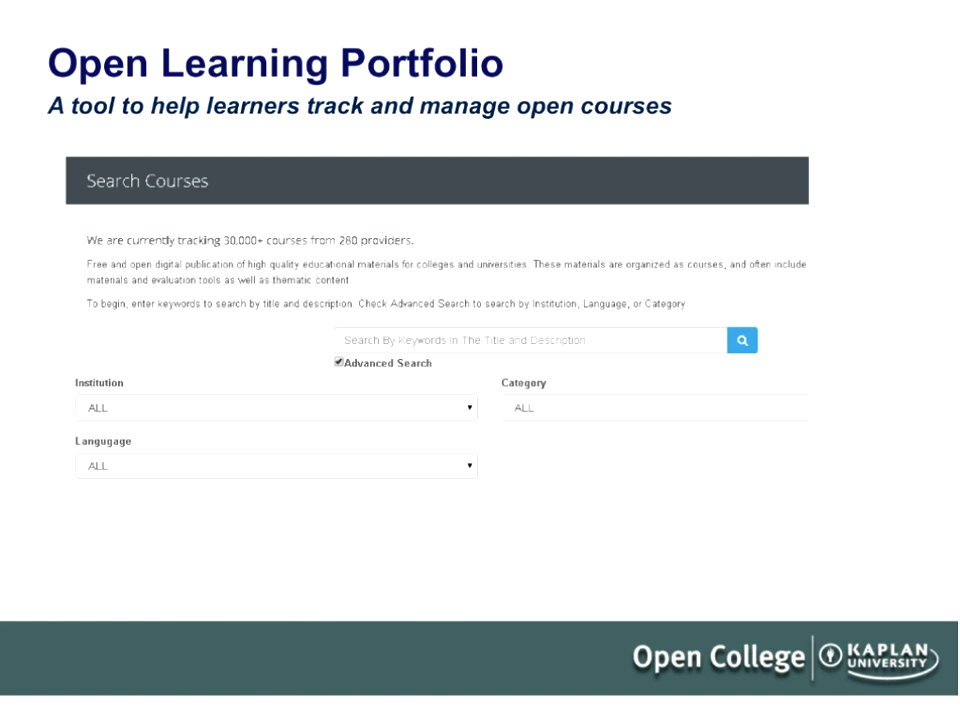 Open Learning Portfolio
A tool to help learners track and manage open courses
Search Courses
We are currently tracking 30,000+ courses from 280 providers.
Free and open digital publication of high quality educational materials for colleges and universities. These materials are organized as courses, and often include
materials and evaluation tools as well as thematic content
To begin, enter keywords to search by title and description. Check Advanced Search to search by Institution, Language, or Category
Search By Keywords in The Title and Description
Advanced Search
Institution
Category
ALL
ALL
Langugage
ALL
Open College KAPLAN UNIVERSITY